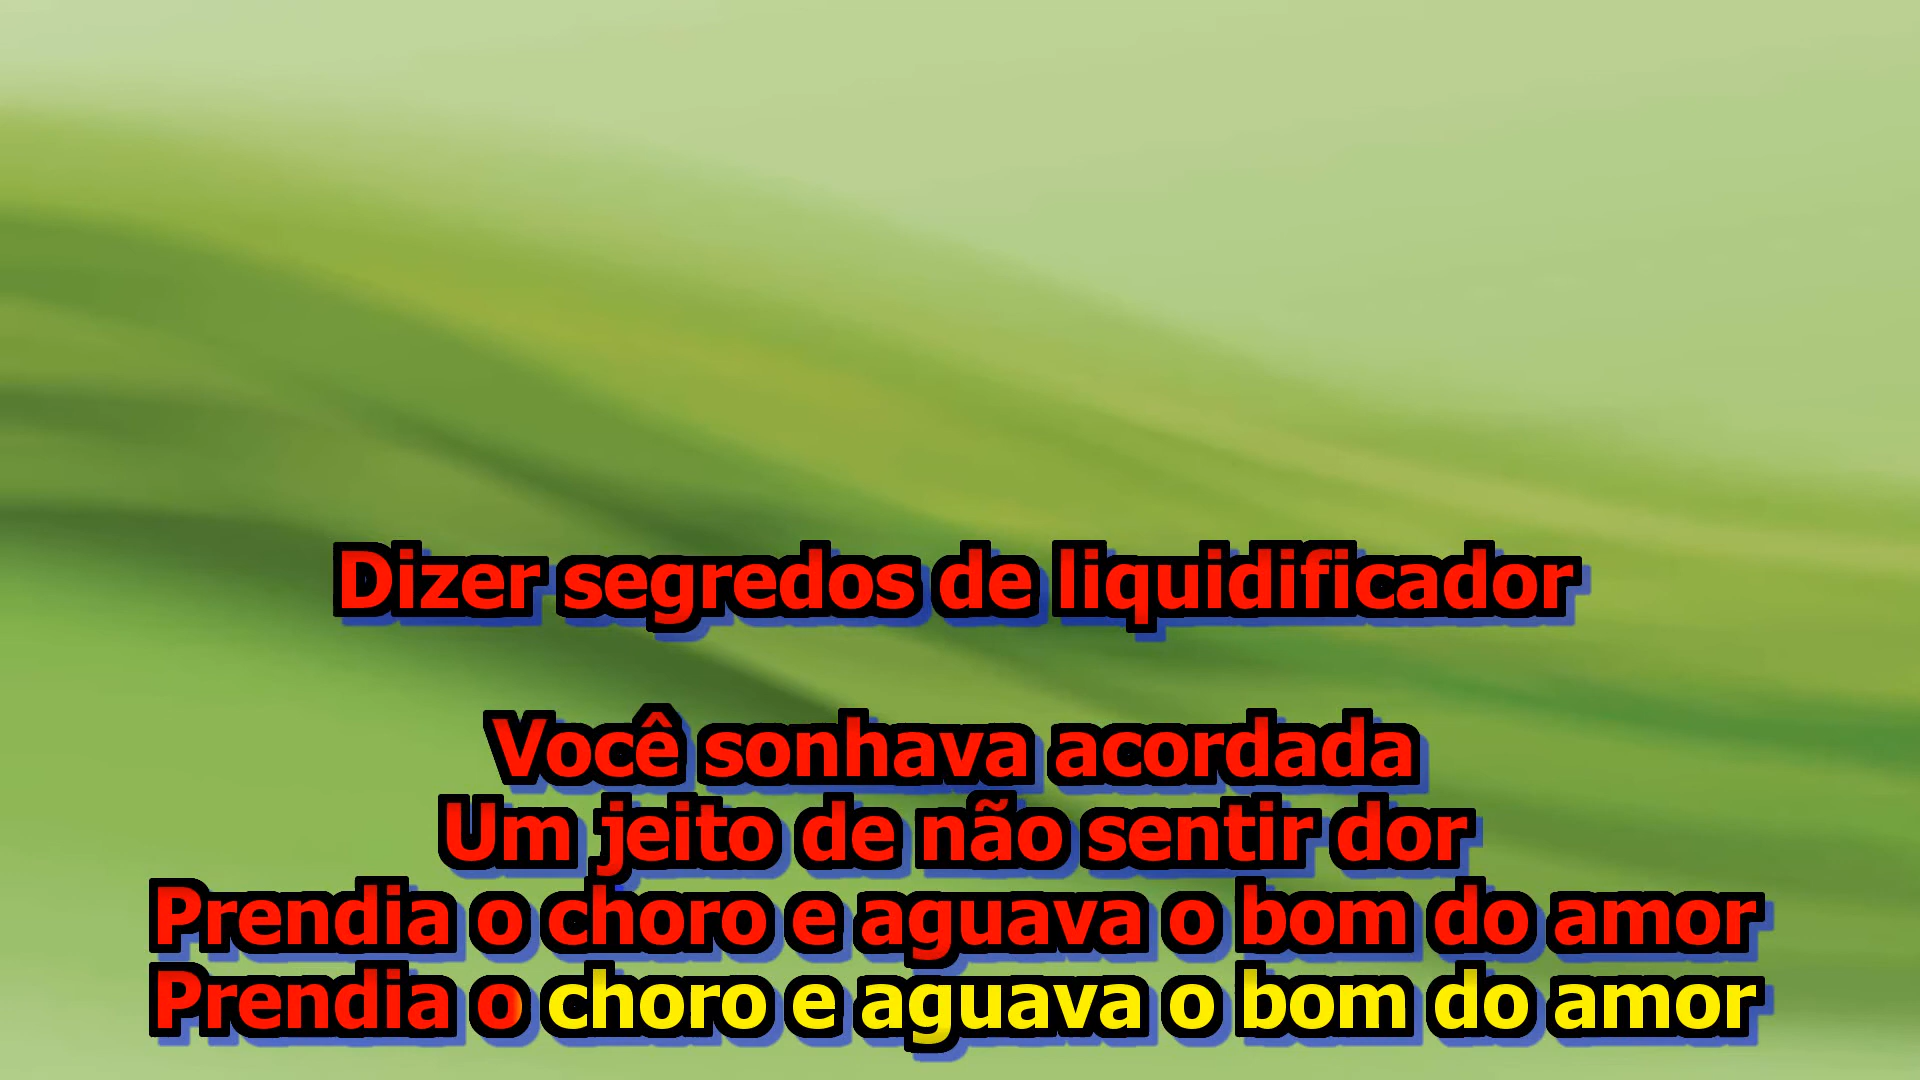 Dizer segredos de liquidificador
Você sonhava acordada
Um jeito de não sentir dor
Prendia o choro e aguava o bom do amor
Prendia o choro e aguava o bom do amor